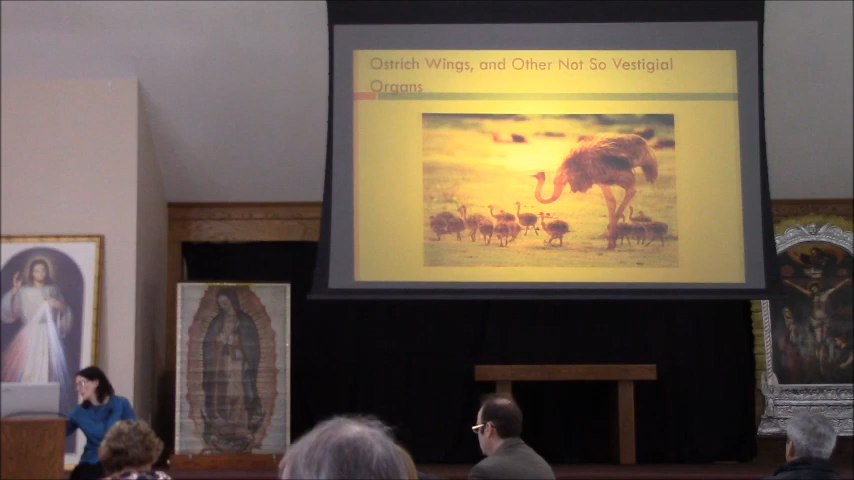 Ostrich Wings, and Other Not So Vestigial
Organs